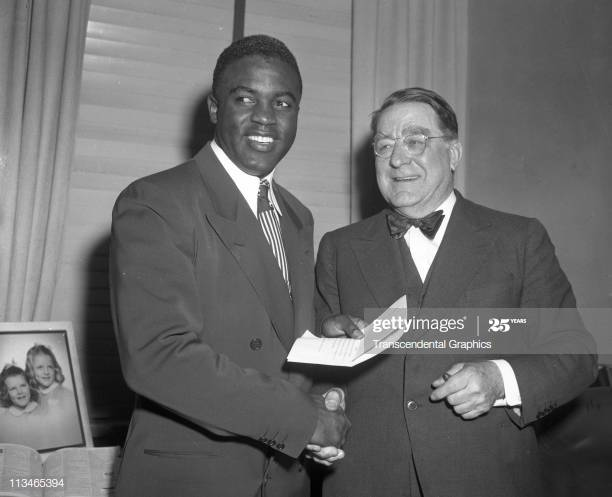 25 YEARS
gettyimages®
Transcendental Graphics
113465394